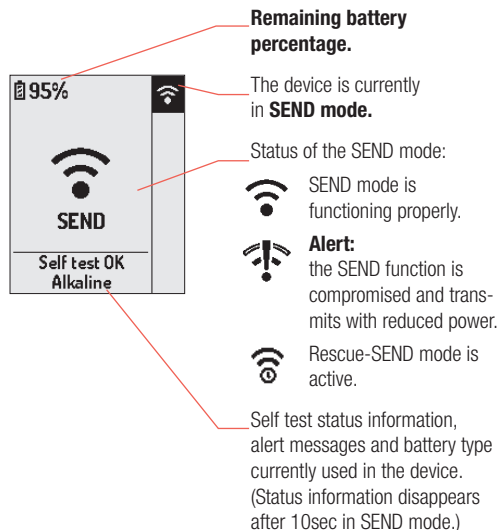 Remaining battery
percentage.
95%
The device is currently
in SEND mode.
Status of the SEND mode:
SEND mode is
functioning properly.
SEND
Alert:
the SEND function is
compromised and trans-
mits with reduced power.
Self test OK
Alkaline
Rescue-SEND mode is
active.
Self test status information,
alert messages and battery type
currently used in the device.
(Status information disappears
after 10sec in SEND mode.)